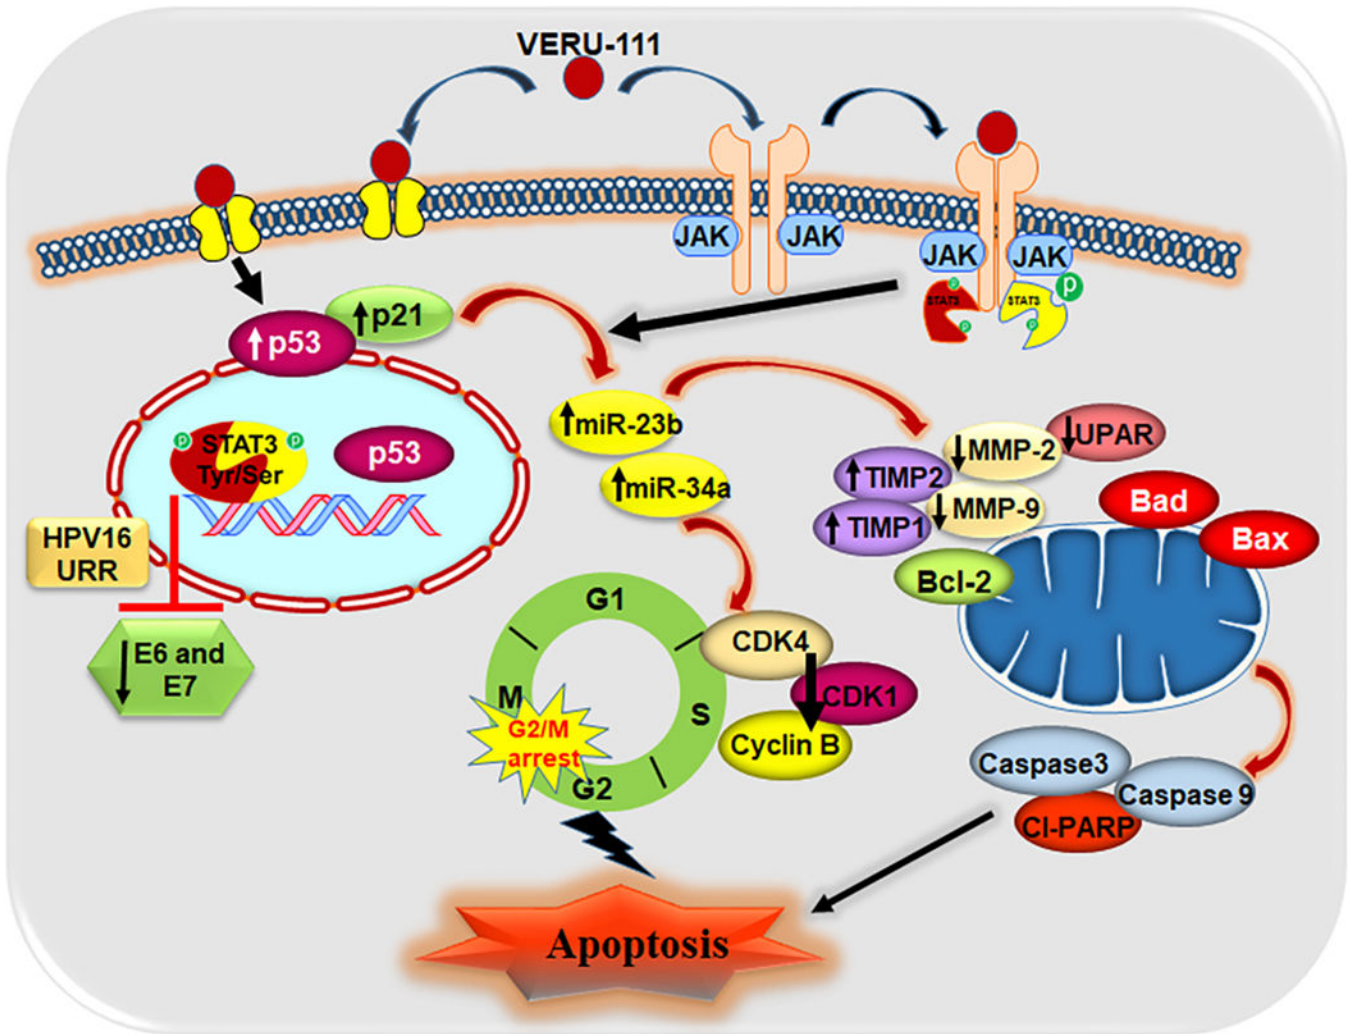 VERU-111
JAK
JAK
JAK
JAK
P
P
STAT3
STAT3
P
P
↑p21
↑p53
P
STAT3
P
Tyr/Ser
p53
HPV16
URR
↓E6 and
E7
↑miR-23b
↑miR-34a
↓UPAR
↓MMP-2
↑TIMP2
↓MMP-9
↑TIMP1
Bcl-2
Bad
Bax
G1
M
S
G2
G2/M
arrest
CDK4
CDK1
Cyclin B
Caspase3
Caspase 9
Cl-PARP
Apoptosis